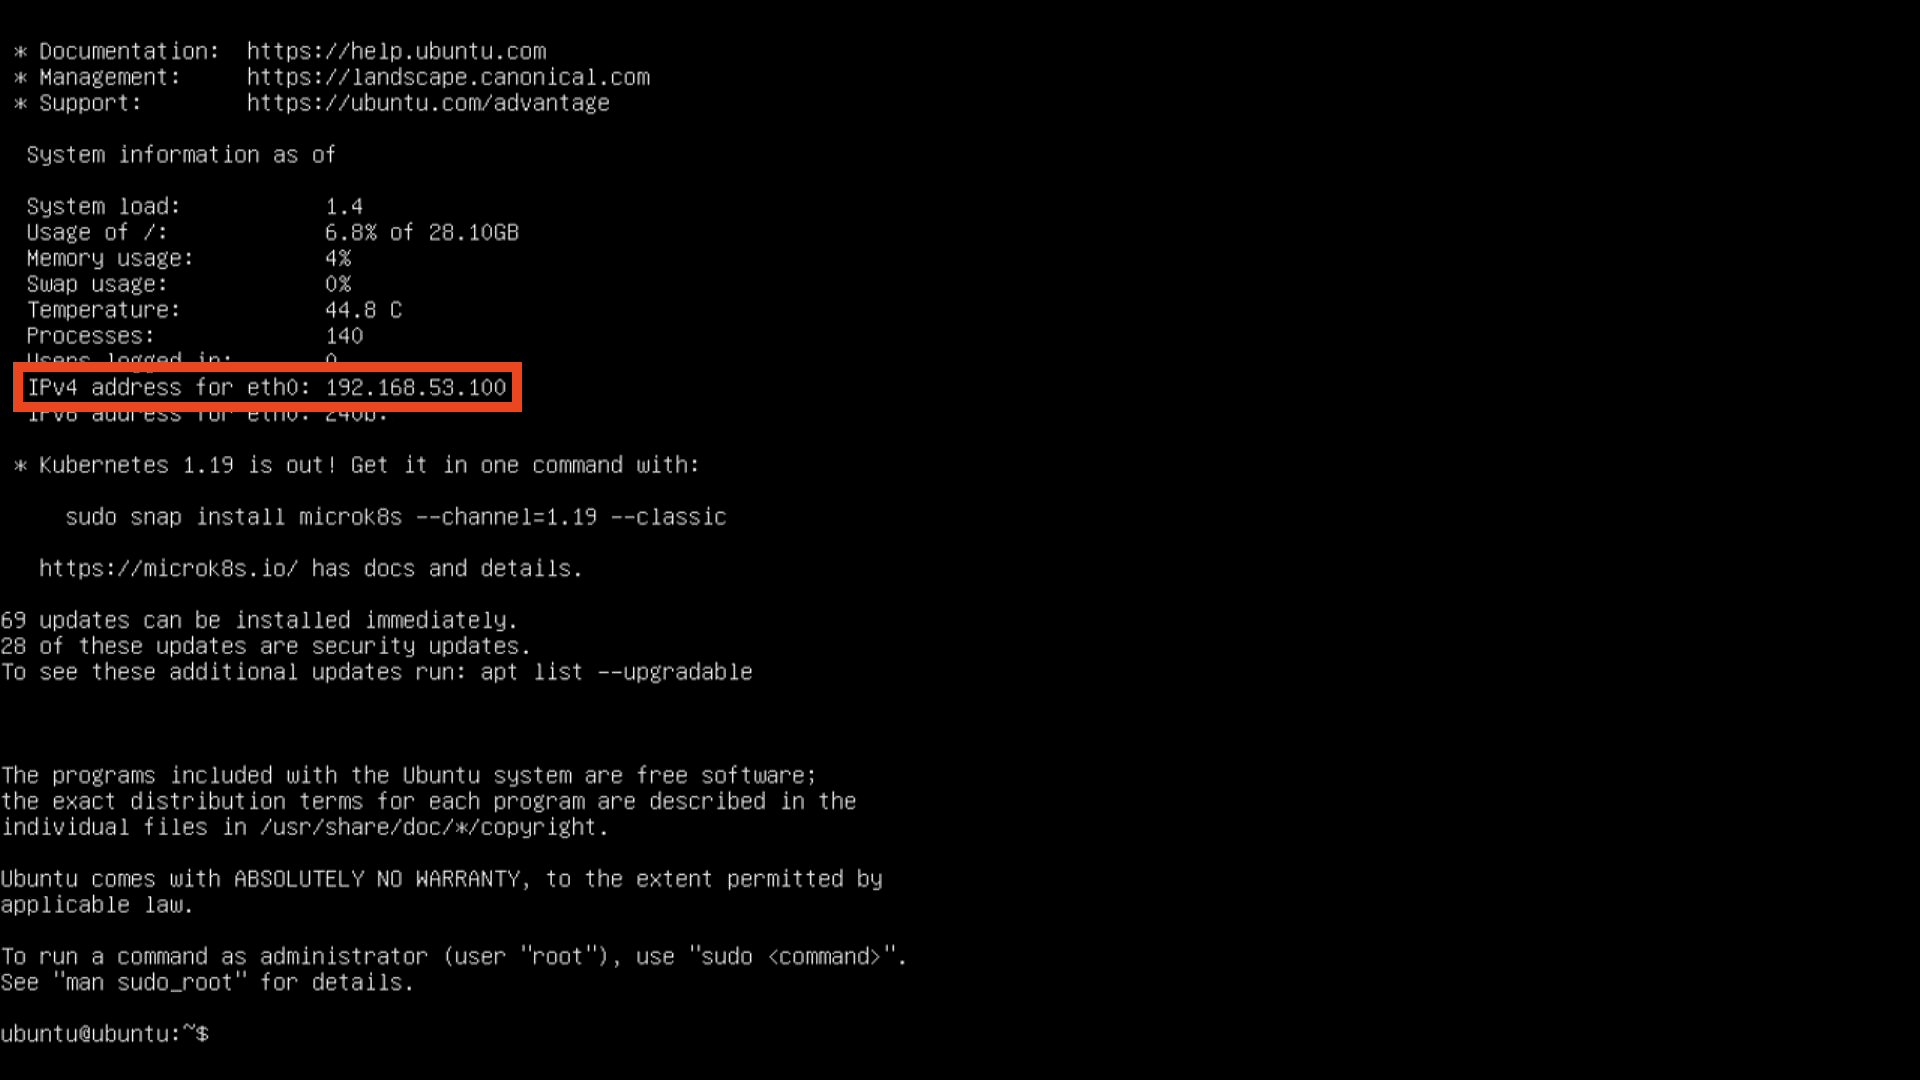 * Documentation:  https://help.ubuntu.com
* Management:     https://landscape.canonical.com
* Support:        https://ubuntu.com/advantage
System information as of
System load:           1.4
Usage of /:            6.8% of 28.10GB
Memory usage:          4%
Swap usage:            0%
Temperature:           44.8 C
Processes:             140
Users logged in:       0
IPv4 address for eth0: 192.168.53.100
IPv6 address for eth0: 240b:
* Kubernetes 1.19 is out! Get it in one command with:
sudo snap install microk8s --channel=1.19 --classic
https://microk8s.io/ has docs and details.
69 updates can be installed immediately.
28 of these updates are security updates.
To see these additional updates run: apt list --upgradable
The programs included with the Ubuntu system are free software;
the exact distribution terms for each program are described in the
individual files in /usr/share/doc/*/copyright.
Ubuntu comes with ABSOLUTELY NO WARRANTY, to the extent permitted by
applicable law.
To run a command as administrator (user "root"), use "sudo <command>".
See "man sudo_root" for details.
ubuntu@ubuntu:~$